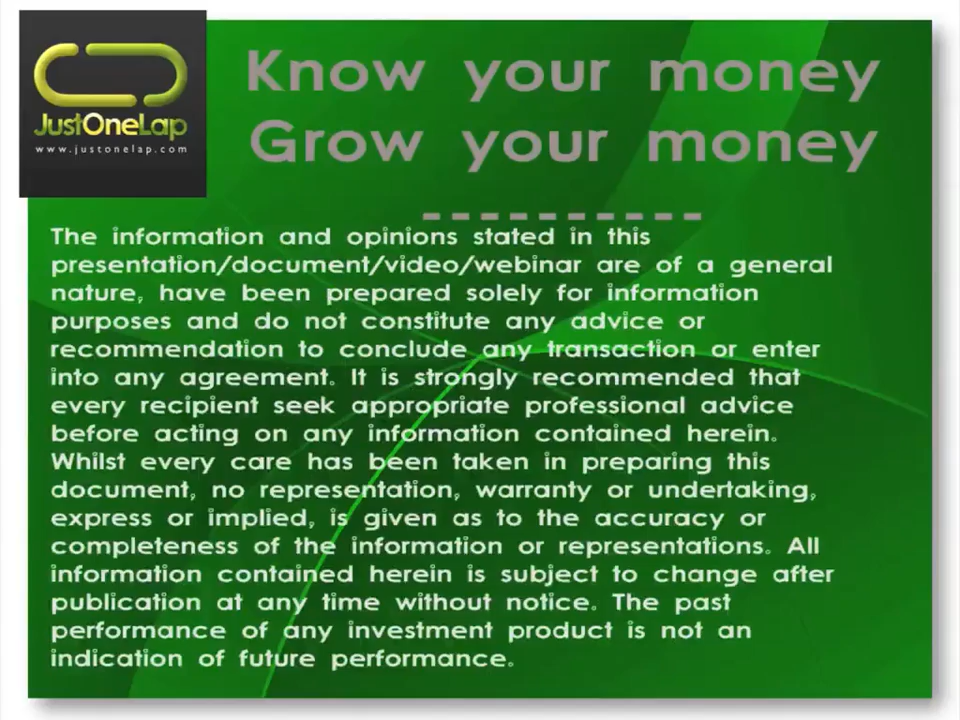 JustOneLap
www.justonelap.com
Know your money
Grow your money
----------
The information and opinions stated in this
presentation/document/video/webinar are of a general
nature, have been prepared solely for information
purposes and do not constitute any advice or
recommendation to conclude any transaction or enter
into any agreement. It is strongly recommended that
every recipient seek appropriate professional advice
before acting on any information contained herein.
Whilst every care has been taken in preparing this
document, no representation, warranty or undertaking,
express or implied, is given as to the accuracy or
completeness of the information or representations. All
information contained herein is subject to change after
publication at any time without notice. The past
performance of any investment product is not an
indication of future performance.